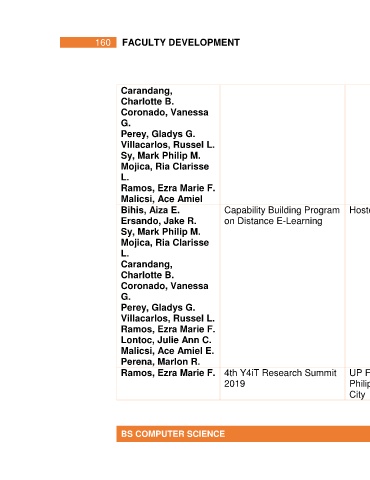 160 FACULTY DEVELOPMENT
Carandang,
Charlotte B.
Coronado, Vanessa
G.
Perey, Gladys G.
Villacarlos, Russel L.
Sy, Mark Philip M.
Mojica, Ria Clarisse
L.
Ramos, Ezra Marie F.
Malicsi, Ace Amiel
Bihis, Aiza E.
Ersando, Jake R.
Sy, Mark Philip M.
Mojica, Ria Clarisse
L.
Carandang,
Charlotte B.
Coronado, Vanessa
G.
Perey, Gladys G.
Villacarlos, Russel L.
Ramos, Ezra Marie F.
Lontoc, Julie Ann C.
Malicsi, Ace Amiel E.
Perena, Marlon R.
Capability Building Program
on Distance E-Learning
Ramos, Ezra Marie F.
4th Y4iT Research Summit
2019
UP
City
BS COMPUTER SCIENCE